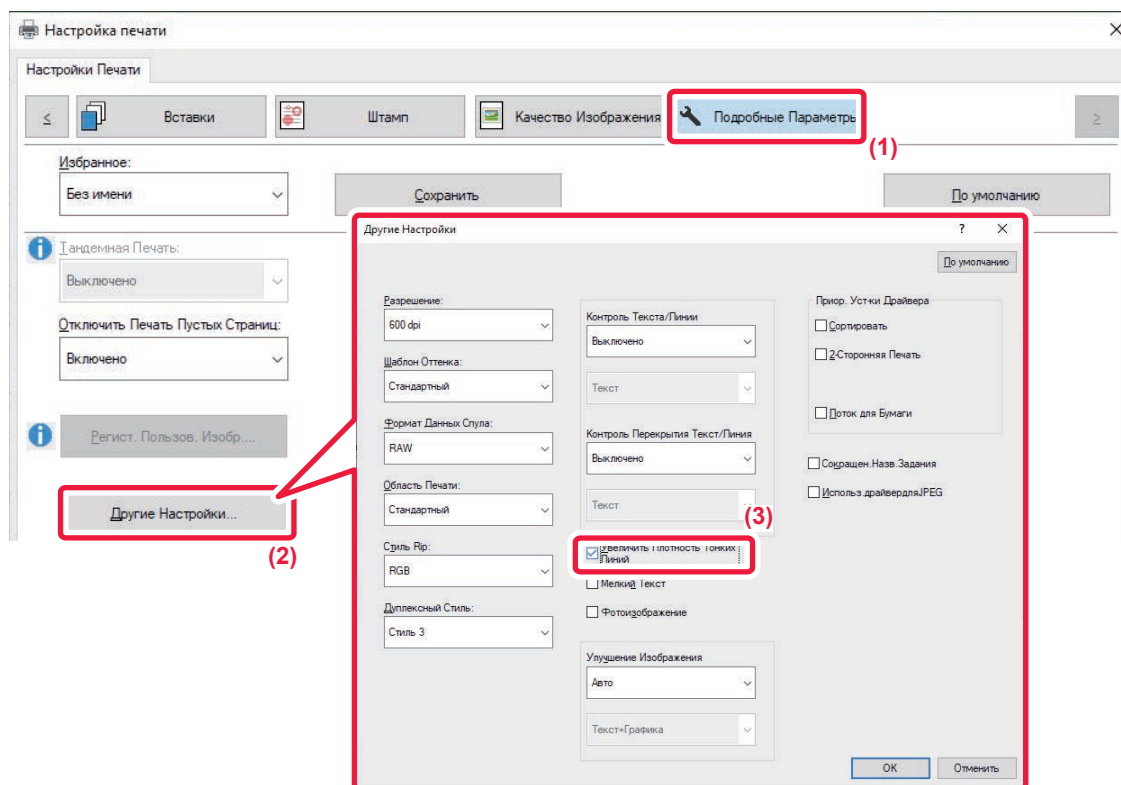 Настройка печати
Настройки Печати
<
Вставки
Штамп
Качество Изображения
Подробные Параметры
>
(1)
Избранное:
Без имени
Сохранить
По умолчанию
Тандемная Печать:
Выключено
Отключить Печать Пустых Страниц:
Включено
Регист. Пользов. Изобр....
Другие Настройки...
(2)
Другие Настройки
?
По умолчанию
Разрешение:
600 dpi
Шаблон Оттенка:
Стандартный
Формат Данных Спула:
RAW
Область Печати:
Стандартный
Стиль Rip:
RGB
Дуплексный Стиль:
Стиль 3
Контроль Текста/Линии
Выключено
Текст
Контроль Перекрытия Текст/Линия
Выключено
Текст
(3)
Увеличить Плотность Тонких
Линий
Мелкий Текст
Фотоизображение
Улучшение Изображения
Авто
Текст+Графика
Приор. Уст-ки Драйвера
Сортировать
2-Сторонняя Печать
Лоток для Бумаги
Сокращен.Назв.Задания
Использ.драйвердляJPEG
OK
Отменить